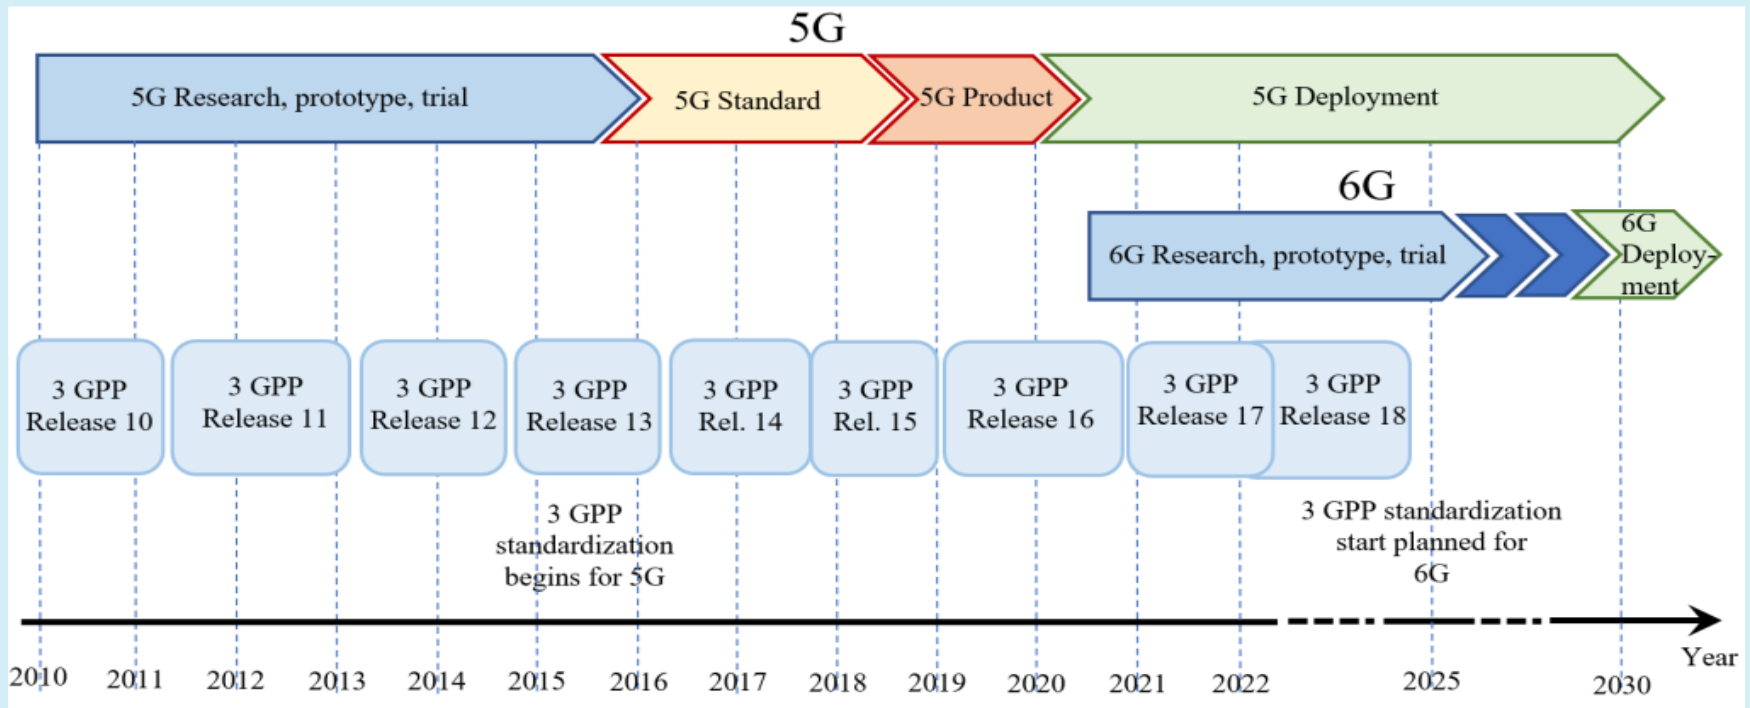 5G
5G Research, prototype, trial
5G Standard
5G Product
5G Deployment
6G
6G Research, prototype, trial
6G
Deploy-
ment
3 GPP
Release 10
3 GPP
Release 11
3 GPP
Release 12
3 GPP
Release 13
3 GPP
Rel. 14
3 GPP
Rel. 15
3 GPP
Release 16
3 GPP
Release 17
3 GPP
Release 18
3 GPP
standardization
begins for 5G
3 GPP standardization
start planned for
6G
Year
2010
2011
2012
2013
2014
2015
2016
2017
2018
2019
2020
2021
2022
2025
2030